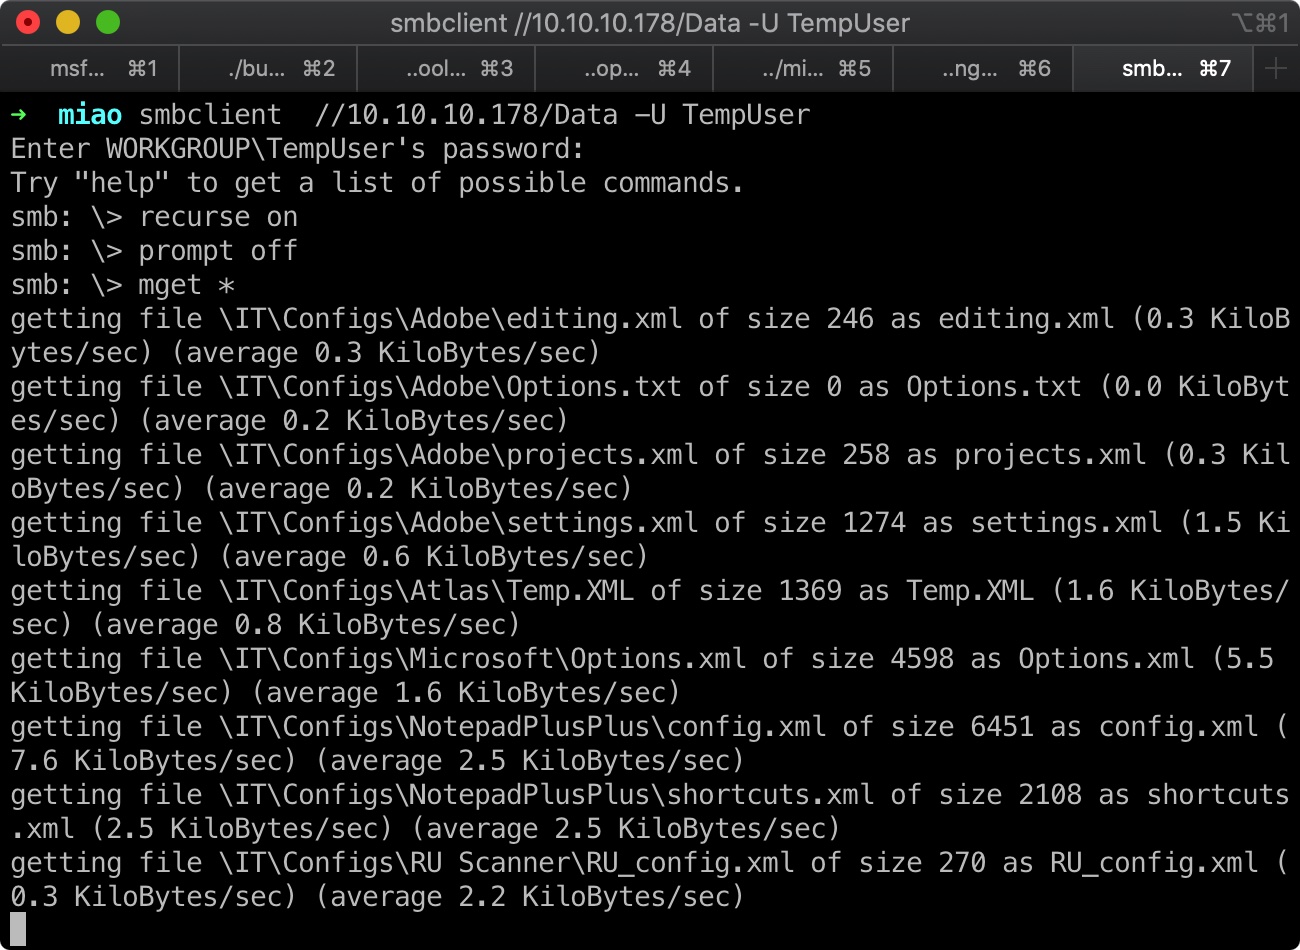 smbclient //10.10.10.178/Data -U TempUser
⌥⌘1
msf... ⌘1 ./bu... ⌘2 ..ool... ⌘3 ..op... ⌘4 ../mi... ⌘5 ..ng... ⌘6 smb... ⌘7 +
→ miao smbclient  //10.10.10.178/Data -U TempUser
Enter WORKGROUP\TempUser's password:
Try "help" to get a list of possible commands.
smb: \> recurse on
smb: \> prompt off
smb: \> mget *
getting file \IT\Configs\Adobe\editing.xml of size 246 as editing.xml (0.3 KiloB
ytes/sec) (average 0.3 KiloBytes/sec)
getting file \IT\Configs\Adobe\Options.txt of size 0 as Options.txt (0.0 KiloByt
es/sec) (average 0.2 KiloBytes/sec)
getting file \IT\Configs\Adobe\projects.xml of size 258 as projects.xml (0.3 Kil
oBytes/sec) (average 0.2 KiloBytes/sec)
getting file \IT\Configs\Adobe\settings.xml of size 1274 as settings.xml (1.5 Ki
loBytes/sec) (average 0.6 KiloBytes/sec)
getting file \IT\Configs\Atlas\Temp.XML of size 1369 as Temp.XML (1.6 KiloBytes/
sec) (average 0.8 KiloBytes/sec)
getting file \IT\Configs\Microsoft\Options.xml of size 4598 as Options.xml (5.5
KiloBytes/sec) (average 1.6 KiloBytes/sec)
getting file \IT\Configs\NotepadPlusPlus\config.xml of size 6451 as config.xml (
7.6 KiloBytes/sec) (average 2.5 KiloBytes/sec)
getting file \IT\Configs\NotepadPlusPlus\shortcuts.xml of size 2108 as shortcuts
.xml (2.5 KiloBytes/sec) (average 2.5 KiloBytes/sec)
getting file \IT\Configs\RU Scanner\RU_config.xml of size 270 as RU_config.xml (
0.3 KiloBytes/sec) (average 2.2 KiloBytes/sec)